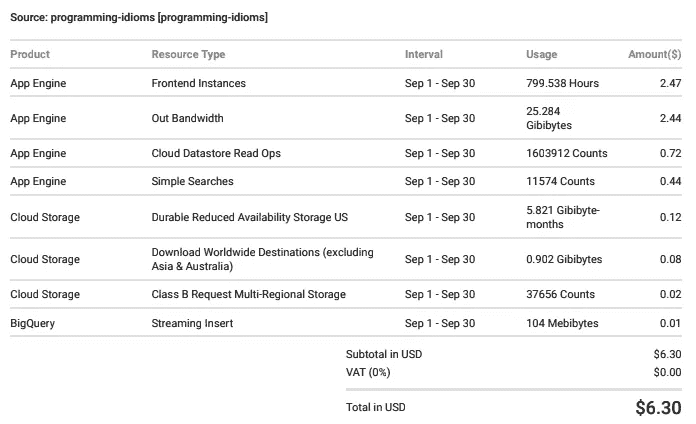 Source: programming-idioms [programming-idioms]
Product Resource Type Interval Usage Amount($)
App Engine Frontend Instances Sep 1 - Sep 30 799.538 Hours 2.47
App Engine Out Bandwidth Sep 1 - Sep 30 25.284
Gibibytes 2.44
App Engine Cloud Datastore Read Ops Sep 1 - Sep 30 1603912 Counts 0.72
App Engine Simple Searches Sep 1 - Sep 30 11574 Counts 0.44
Cloud Storage Durable Reduced Availability Storage US Sep 1 - Sep 30 5.821 Gibibyte-
months 0.12
Cloud Storage Download Worldwide Destinations (excluding
Asia & Australia) Sep 1 - Sep 30 0.902 Gibibytes 0.08
Cloud Storage Class B Request Multi-Regional Storage Sep 1 - Sep 30 37656 Counts 0.02
BigQuery Streaming Insert Sep 1 - Sep 30 104 Mebibytes 0.01
Subtotal in USD $6.30
VAT (0%) $0.00
Total in USD $6.30